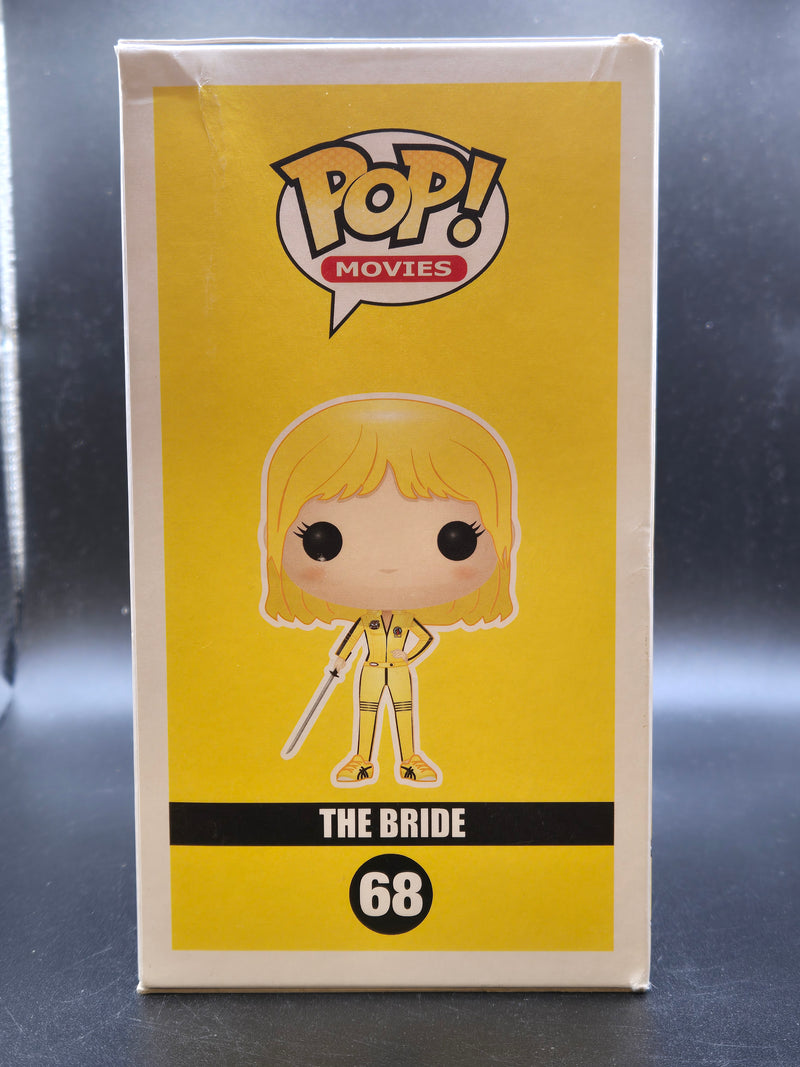 POP!
MOVIES
THE BRIDE
68